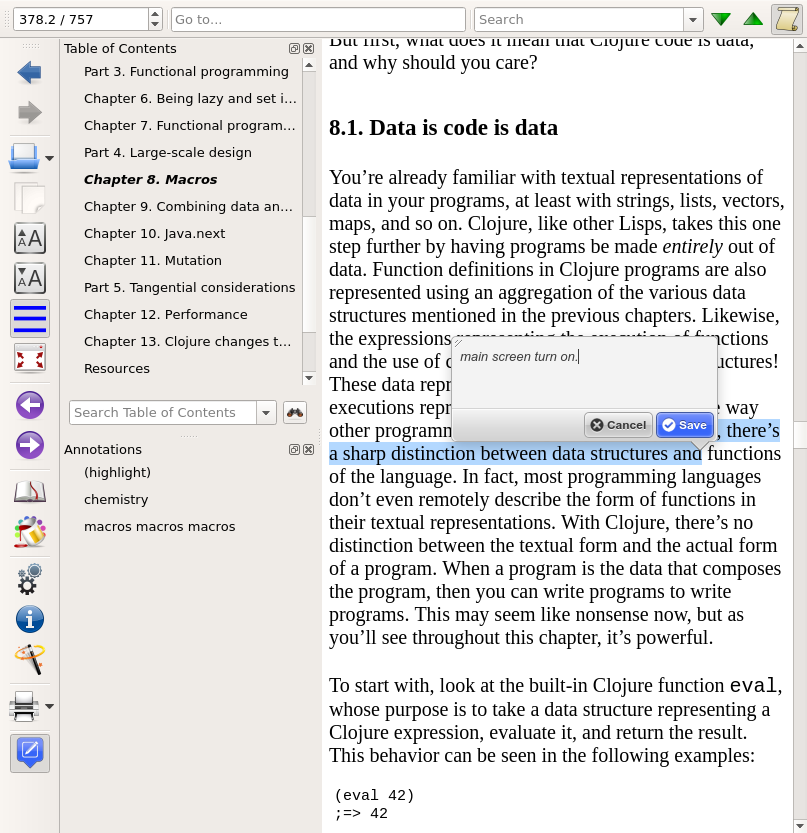 378.2 / 757
Go to...
Search
Table of Contents
Part 3. Functional programming
Chapter 6. Being lazy and set i...
Chapter 7. Functional program...
Part 4. Large-scale design
Chapter 8. Macros
Chapter 9. Combining data an...
Chapter 10. Java.next
Chapter 11. Mutation
Part 5. Tangential considerations
Chapter 12. Performance
Chapter 13. Clojure changes t...
Resources
Search Table of Contents
Annotations
(highlight)
chemistry
macros macros macros
AA
AA
But first, what does it mean that Clojure code is data,
and why should you care?
8.1. Data is code is data
You’re already familiar with textual representations of
data in your programs, at least with strings, lists, vectors,
maps, and so on. Clojure, like other Lisps, takes this one
step further by having programs be made entirely out of
data. Function definitions in Clojure programs are also
represented using an aggregation of the various data
structures mentioned in the previous chapters. Likewise,
the expressions representing the execution of functions
and the use of uctures!
These data repr
executions repr way
other programm , there’s
a sharp distinction between data structures and functions
of the language. In fact, most programming languages
don’t even remotely describe the form of functions in
their textual representations. With Clojure, there’s no
distinction between the textual form and the actual form
of a program. When a program is the data that composes
the program, then you can write programs to write
programs. This may seem like nonsense now, but as
you’ll see throughout this chapter, it’s powerful.
To start with, look at the built-in Clojure function eval,
whose purpose is to take a data structure representing a
Clojure expression, evaluate it, and return the result.
This behavior can be seen in the following examples:
(eval 42)
;=> 42
main screen turn on.
Cancel
Save